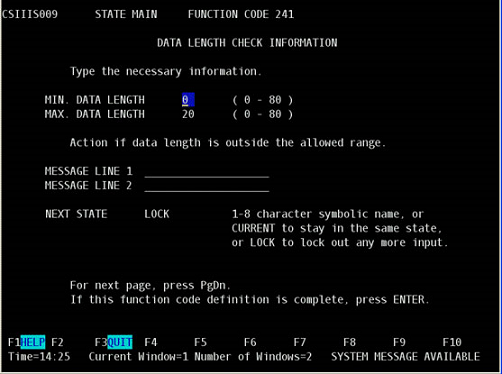 CSIIIS009 STATE MAIN FUNCTION CODE 241
DATA LENGTH CHECK INFORMATION
Type the necessary information.
MIN. DATA LENGTH 0 ( 0 - 80 )
MAX. DATA LENGTH 20 ( 0 - 80 )
Action if data length is outside the allowed range.
MESSAGE LINE 1 ____________________
MESSAGE LINE 2 ____________________
NEXT STATE LOCK 1-8 character symbolic name, or
CURRENT to stay in the same state,
or LOCK to lock out any more input.
For next page, press PgDn.
If this function code definition is complete, press ENTER.
F1HELP F2 F3QUIT F4 F5 F6 F7 F8 F9 F10
Time=14:25 Current Window=1 Number of Windows=2 SYSTEM MESSAGE AVAILABLE